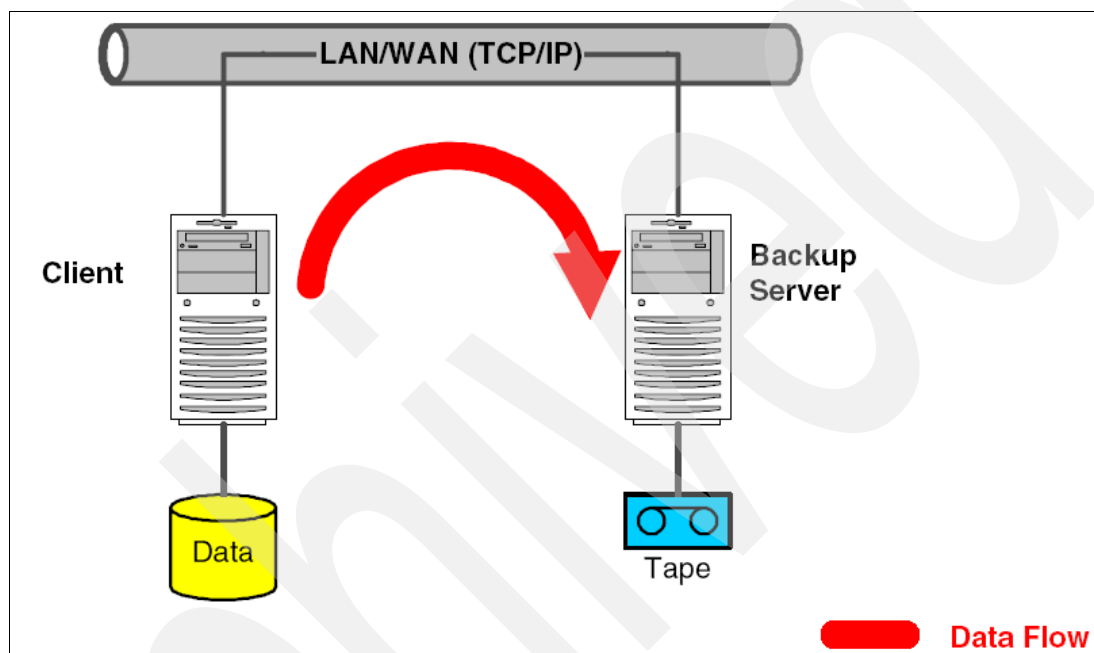 LAN/WAN (TCP/IP)
Client
Backup
Server
Data
Tape
Data Flow